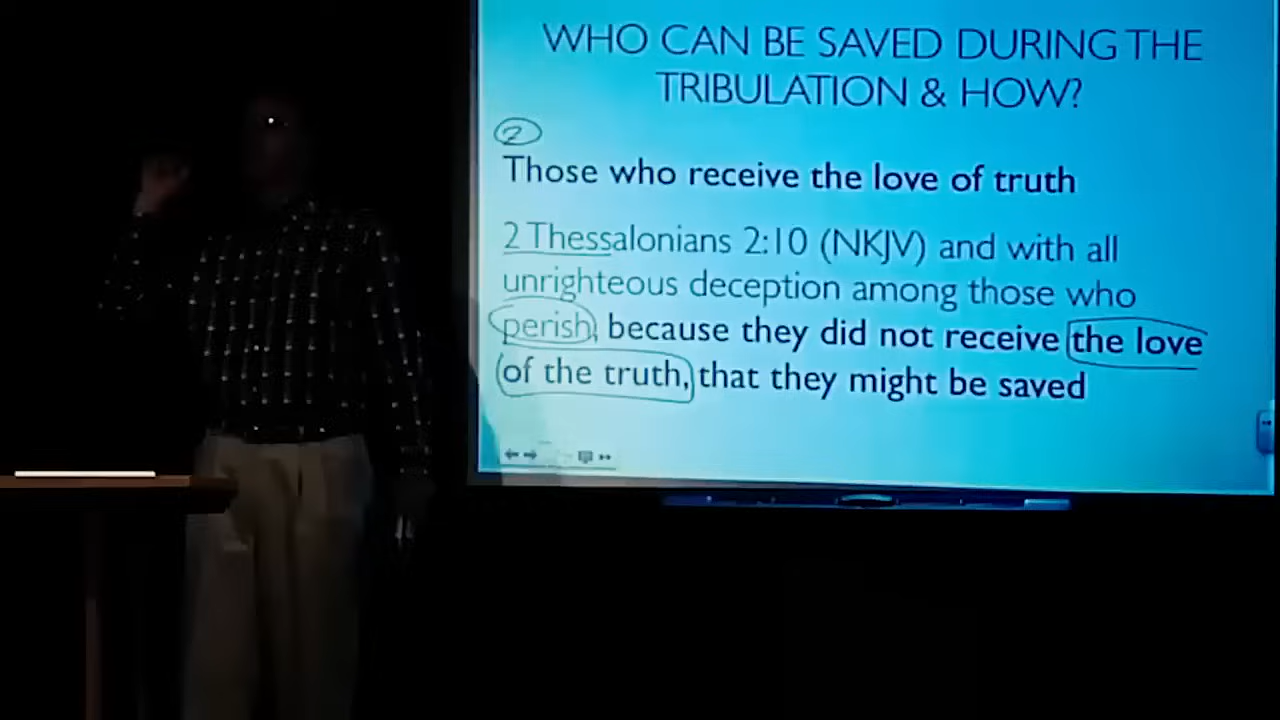 WHO CAN BE SAVED DURING THE
TRIBULATION & HOW?
2
Those who receive the love of truth
2 Thessalonians 2:10 (NKJV) and with all
unrighteous deception among those who
perish, because they did not receive the love
of the truth, that they might be saved